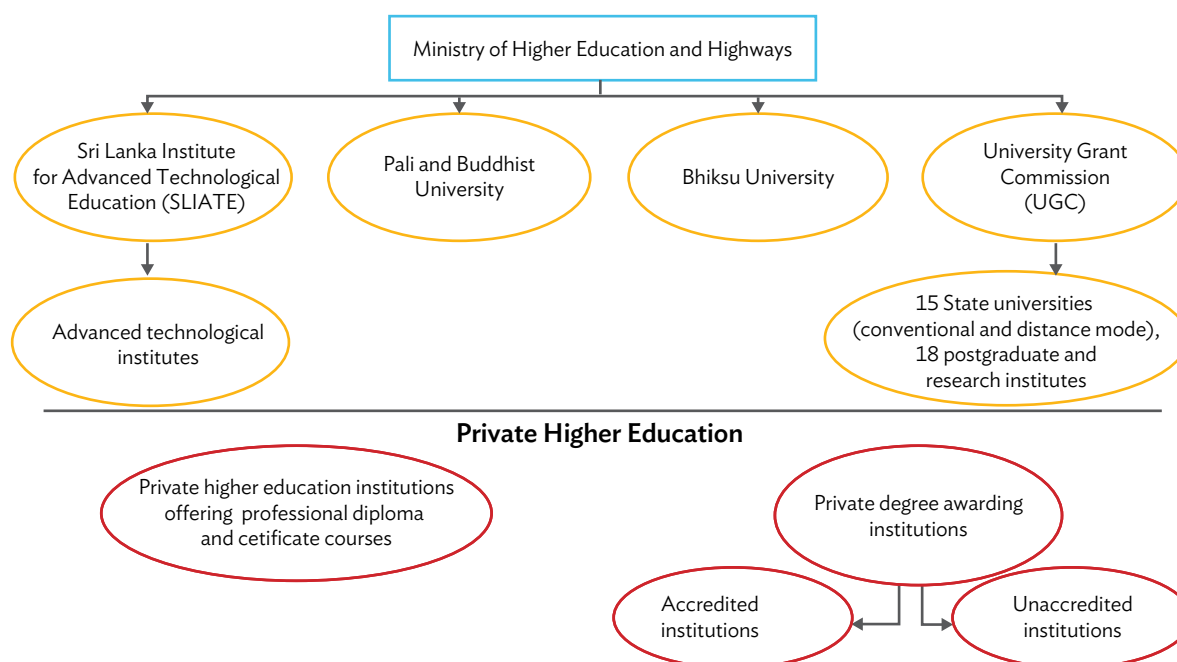 Ministry of Higher Education and Highways
Sri Lanka Institute
for Advanced Technological
Education (SLIATE)
Pali and Buddhist
University
Bhiksu University
University Grant
Commission
(UGC)
Advanced technological
institutes
15 State universities
(conventional and distance mode),
18 postgraduate and
research institutes
Private Higher Education
Private higher education institutions
offering professional diploma
and cetificate courses
Private degree awarding
institutions
Accredited
institutions
Unaccredited
institutions